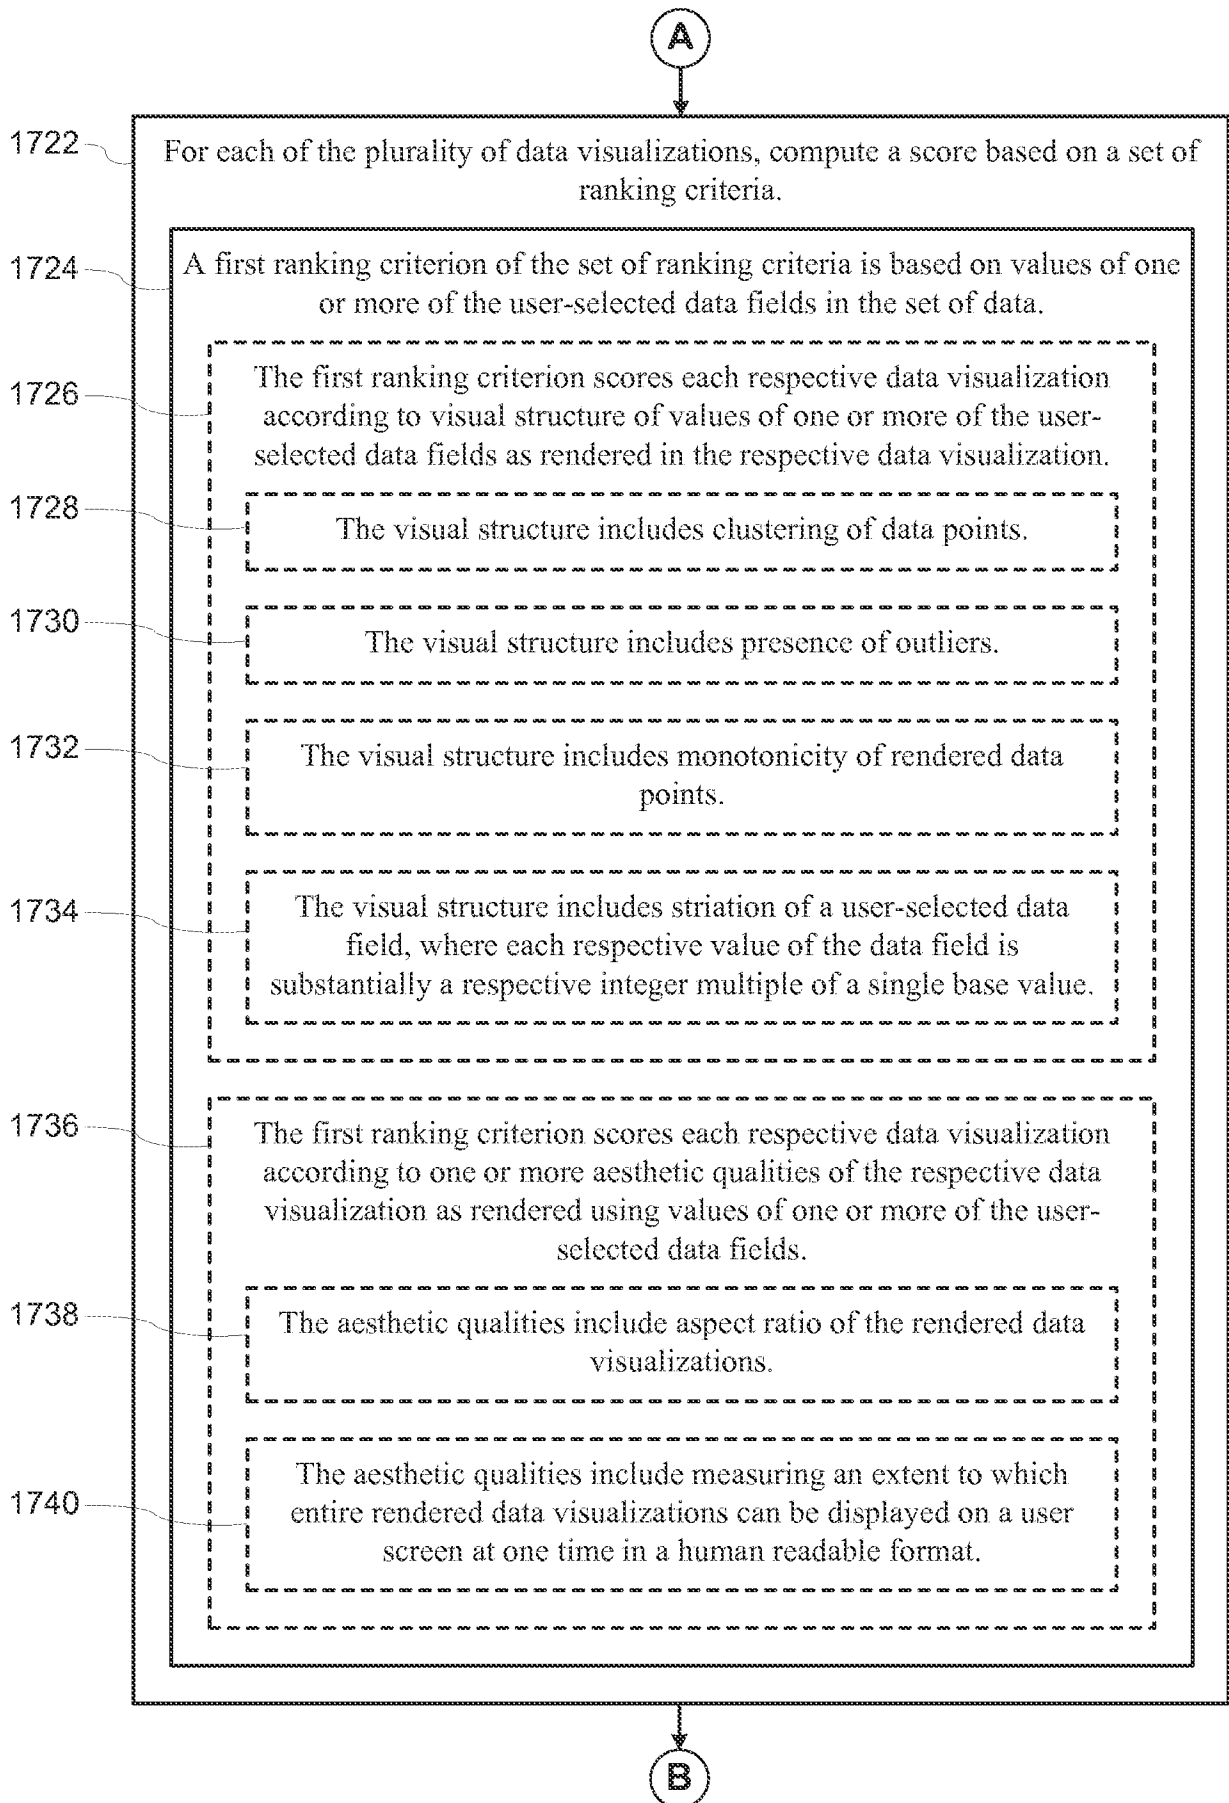 A
1722
For each of the plurality of data visualizations, compute a score based on a set of
ranking criteria.
1724
A first ranking criterion of the set of ranking criteria is based on values of one
or more of the user-selected data fields in the set of data.
1726
The first ranking criterion scores each respective data visualization
according to visual structure of values of one or more of the user-
selected data fields as rendered in the respective data visualization.
1728
The visual structure includes clustering of data points.
1730
The visual structure includes presence of outliers.
1732
The visual structure includes monotonicity of rendered data
points.
1734
The visual structure includes striation of a user-selected data
field, where each respective value of the data field is
substantially a respective integer multiple of a single base value.
1736
The first ranking criterion scores each respective data visualization
according to one or more aesthetic qualities of the respective data
visualization as rendered using values of one or more of the user-
selected data fields.
1738
The aesthetic qualities include aspect ratio of the rendered data
visualizations.
1740
The aesthetic qualities include measuring an extent to which
entire rendered data visualizations can be displayed on a user
screen at one time in a human readable format.
B